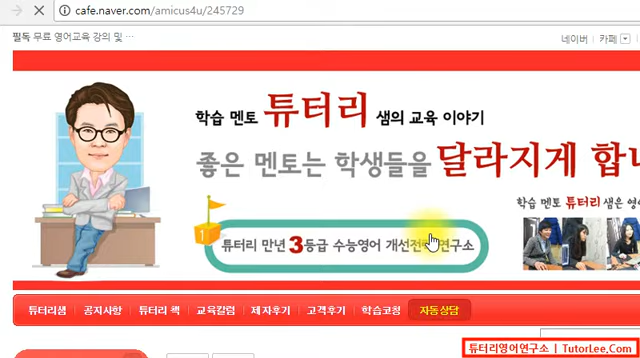 cafe.naver.com/amicus4u/245729
필독 무료 영어교육 강의 및 …
네이버 카페
학습 멘토 튜터리 샘의 교육 이야기
좋은 멘토는 학생들을 달라지게 합니
학습 멘토 튜터리 샘은 영어
1
튜터리 만년 3등급 수능영어 개선전략 연구소
튜터리샘 공지사항 튜터리 책 교육칼럼 제자후기 고객후기 학습코칭 자동상담
튜터리영어연구소 | TutorLee.Com